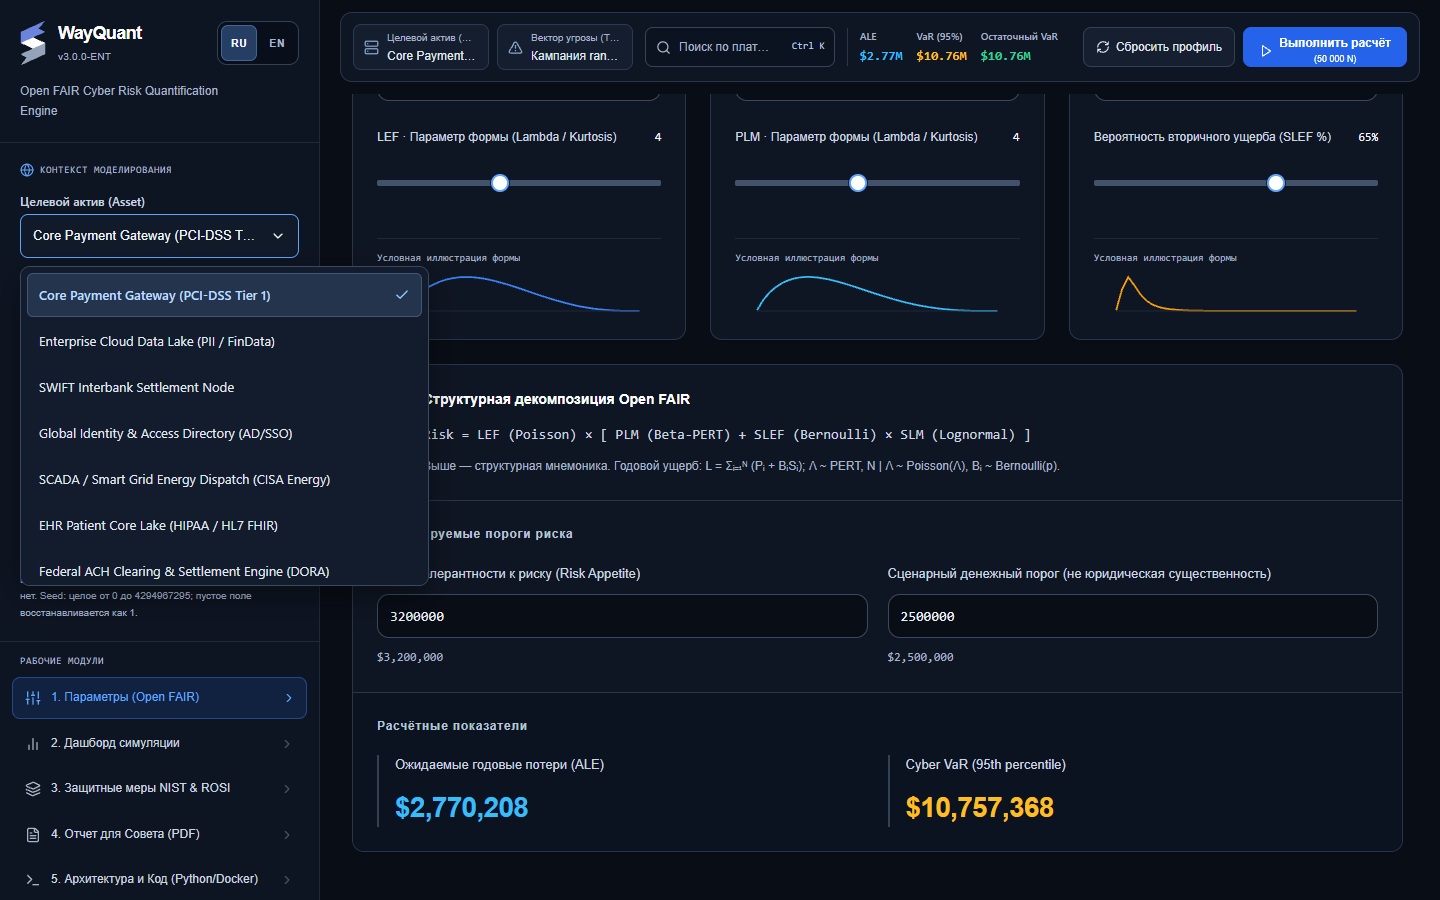 WayQuant
v3.0.0-ENT
RU
EN
Open FAIR Cyber Risk Quantification
Engine
КОНТЕКСТ МОДЕЛИРОВАНИЯ
Целевой актив (Asset)
Core Payment Gateway (PCI-DSS T...
Core Payment Gateway (PCI-DSS Tier 1)
Enterprise Cloud Data Lake (PII / FinData)
SWIFT Interbank Settlement Node
Global Identity & Access Directory (AD/SSO)
SCADA / Smart Grid Energy Dispatch (CISA Energy)
EHR Patient Core Lake (HIPAA / HL7 FHIR)
Federal ACH Clearing & Settlement Engine (DORA)
нет. Seed: целое от 0 до 4294967295; пустое поле
восстанавливается как 1.
РАБОЧИЕ МОДУЛИ
1. Параметры (Open FAIR)
2. Дашборд симуляции
3. Защитные меры NIST & ROSI
4. Отчет для Совета (PDF)
5. Архитектура и Код (Python/Docker)
Целевой актив (...
Core Payment...
Вектор угрозы (Т...
Кампания ran...
Поиск по плат...
Ctrl K
ALE
$2.77M
VaR (95%)
$10.76M
Остаточный VaR
$10.76M
Сбросить профиль
Выполнить расчёт
(50 000 N)
LEF · Параметр формы (Lambda / Kurtosis)
4
Условная иллюстрация формы
PLM · Параметр формы (Lambda / Kurtosis)
4
Условная иллюстрация формы
Вероятность вторичного ущерба (SLEF %)
65%
Условная иллюстрация формы
Структурная декомпозиция Open FAIR
Risk = LEF (Poisson) × [ PLM (Beta-PERT) + SLEF (Bernoulli) × SLM (Lognormal) ]
Выше — структурная мнемоника. Годовой ущерб: L = Σᵢ₌₁ᴺ (Pᵢ + BᵢSᵢ); Λ ~ PERT, N | Λ ~ Poisson(Λ), Bᵢ ~ Bernoulli(p).
руемые пороги риска
лерантности к риску (Risk Appetite)
3200000
$3,200,000
Сценарный денежный порог (не юридическая существенность)
2500000
$2,500,000
Расчётные показатели
Ожидаемые годовые потери (ALE)
$2,770,208
Cyber VaR (95th percentile)
$10,757,368